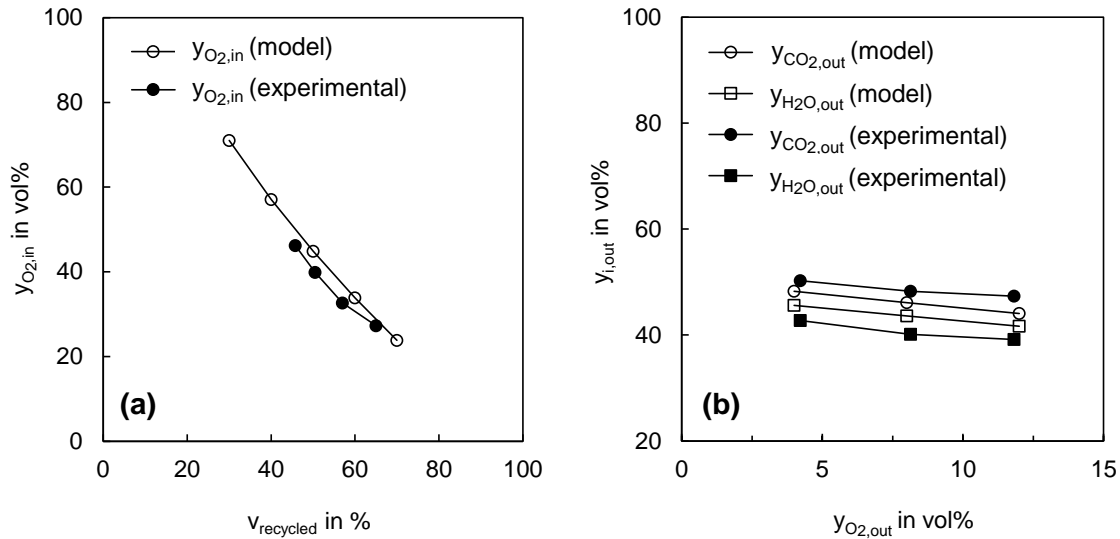 100
80
60
40
20
0
y_O2,in in vol%
y_O2,in (model)
y_O2,in (experimental)
(a)
0 20 40 60 80 100
v_recycled in %
100
80
60
40
20
y_i,out in vol%
y_CO2,out (model)
y_H2O,out (model)
y_CO2,out (experimental)
y_H2O,out (experimental)
(b)
0 5 10 15
y_O2,out in vol%